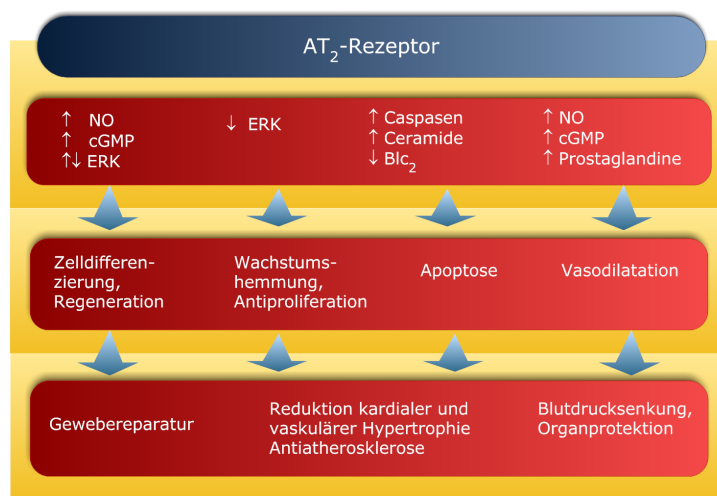 AT₂-Rezeptor
↑ NO
↑ cGMP
↑↓ ERK
↓ ERK
↑ Caspasen
↑ Ceramide
↓ Blc₂
↑ NO
↑ cGMP
↑ Prostaglandine
Zelldifferen-
zierung,
Regeneration
Wachstums-
hemmung,
Antiproliferation
Apoptose
Vasodilatation
Gewebereparatur
Reduktion kardialer und
vaskulärer Hypertrophie
Antiatherosklerose
Blutdrucksenkung,
Organprotektion